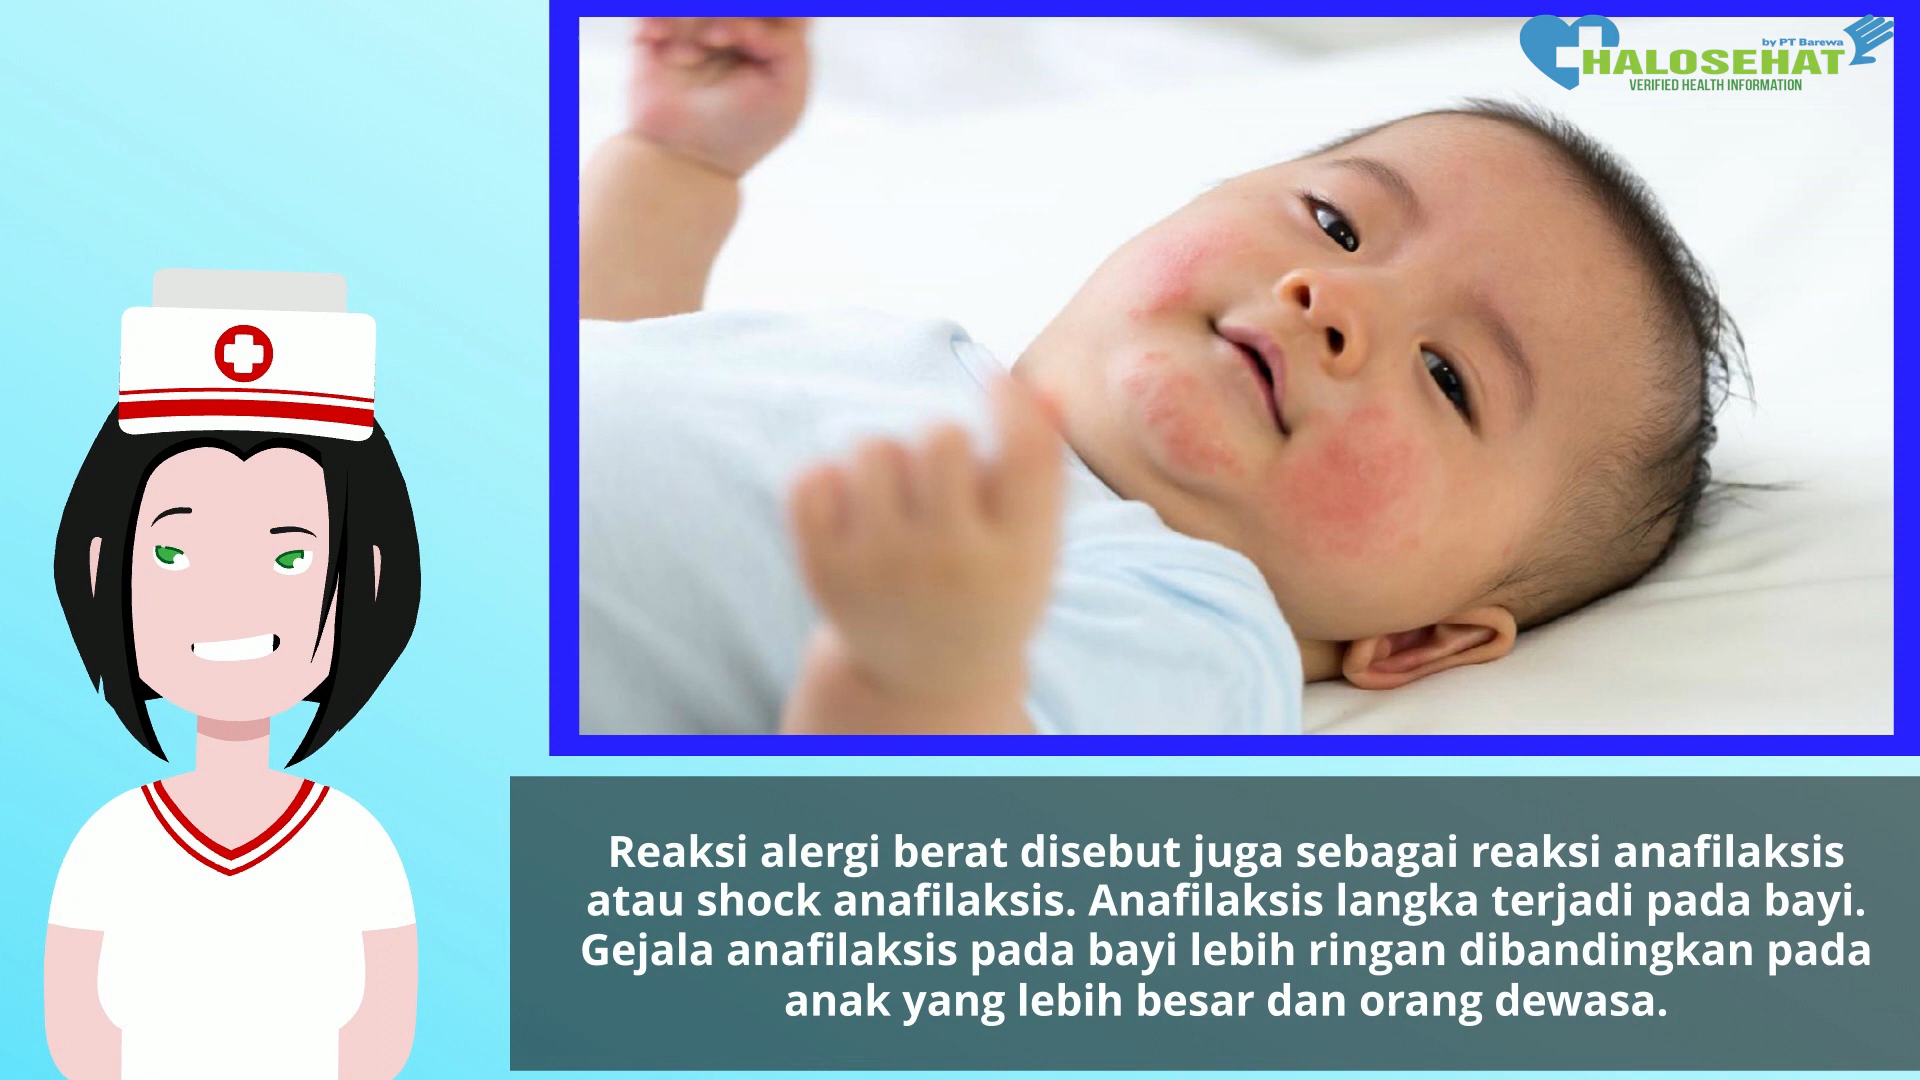 by PT Barewa
HALOSEHAT
VERIFIED HEALTH INFORMATION
Reaksi alergi berat disebut juga sebagai reaksi anafilaksis
atau shock anafilaksis. Anafilaksis langka terjadi pada bayi.
Gejala anafilaksis pada bayi lebih ringan dibandingkan pada
anak yang lebih besar dan orang dewasa.